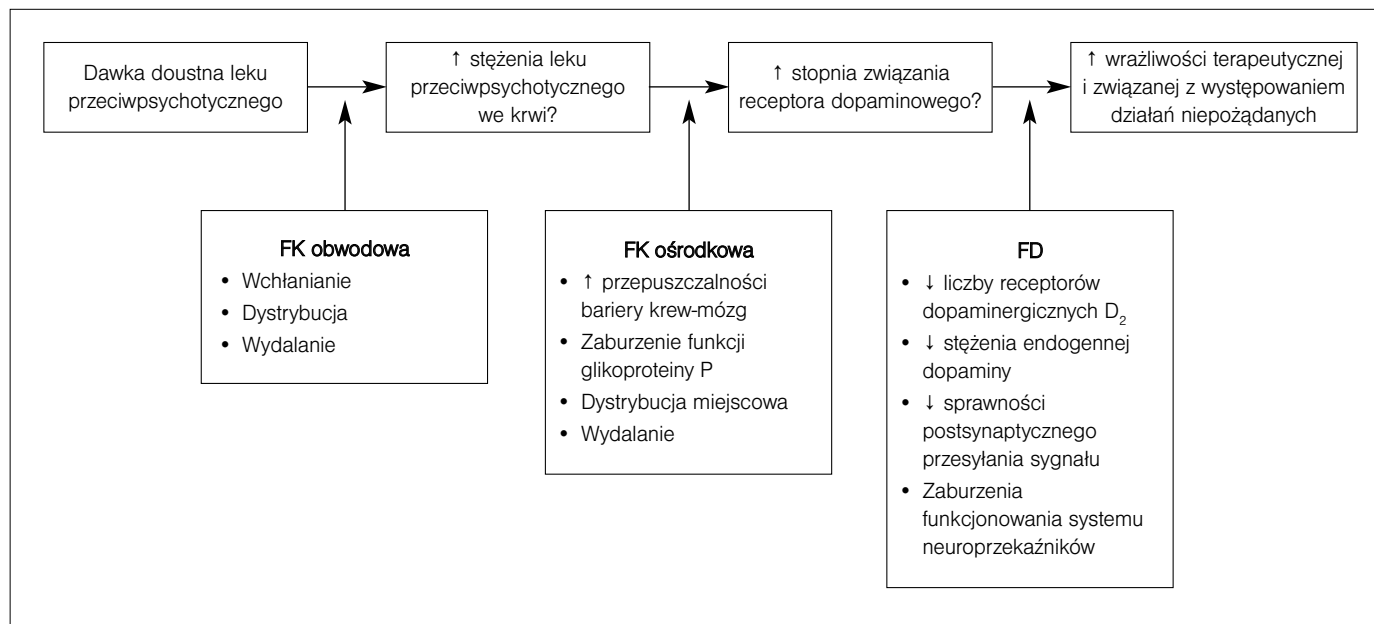 Dawka doustna leku
przeciwpsychotycznego
↑ stężenia leku
przeciwpsychotycznego
we krwi?
↑ stopnia związania
receptora dopaminowego?
↑ wrażliwości terapeutycznej
i związanej z występowaniem
działań niepożądanych
FK obwodowa
• Wchłanianie
• Dystrybucja
• Wydalanie
FK ośrodkowa
• ↑ przepuszczalności
bariery krew-mózg
• Zaburzenie funkcji
glikoproteiny P
• Dystrybucja miejscowa
• Wydalanie
FD
• ↓ liczby receptorów
dopaminergicznych D₂
• ↓ stężenia endogennej
dopaminy
• ↓ sprawności
postsynaptycznego
przesyłania sygnału
• Zaburzenia
funkcjonowania systemu
neuroprzekaźników